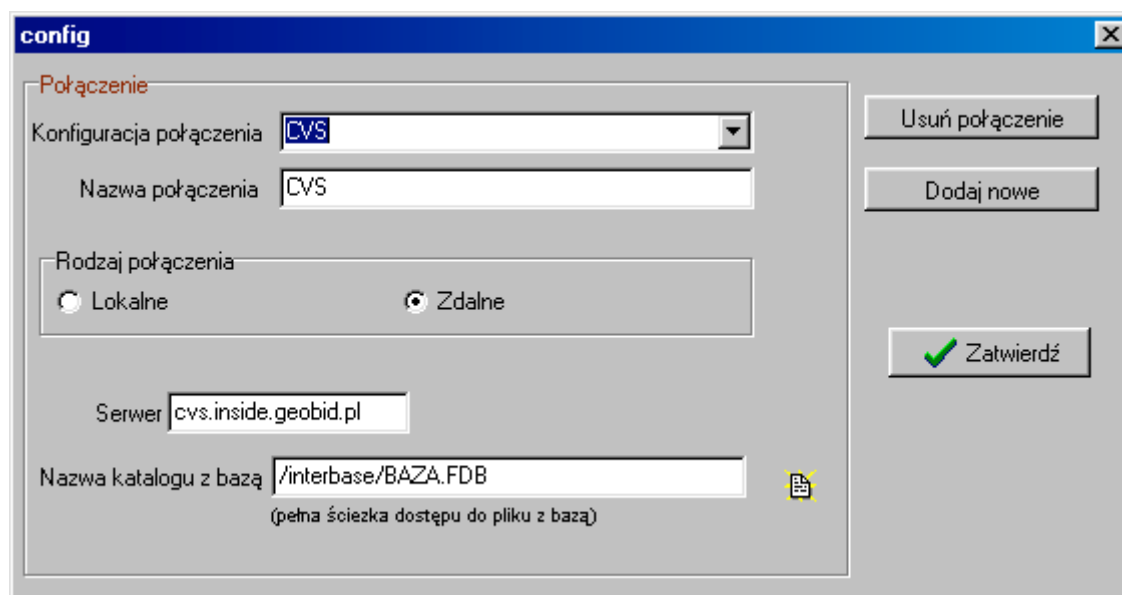 config
Połączenie
Konfiguracja połączenia CVS
Usuń połączenie
Nazwa połączenia CVS
Dodaj nowe
Rodzaj połączenia
Lokalne Zdalne
Zatwierdź
Serwer cvs.inside.geobid.pl
Nazwa katalogu z bazą /interbase/BAZA.FDB
(pełna ściezka dostępu do pliku z bazą)